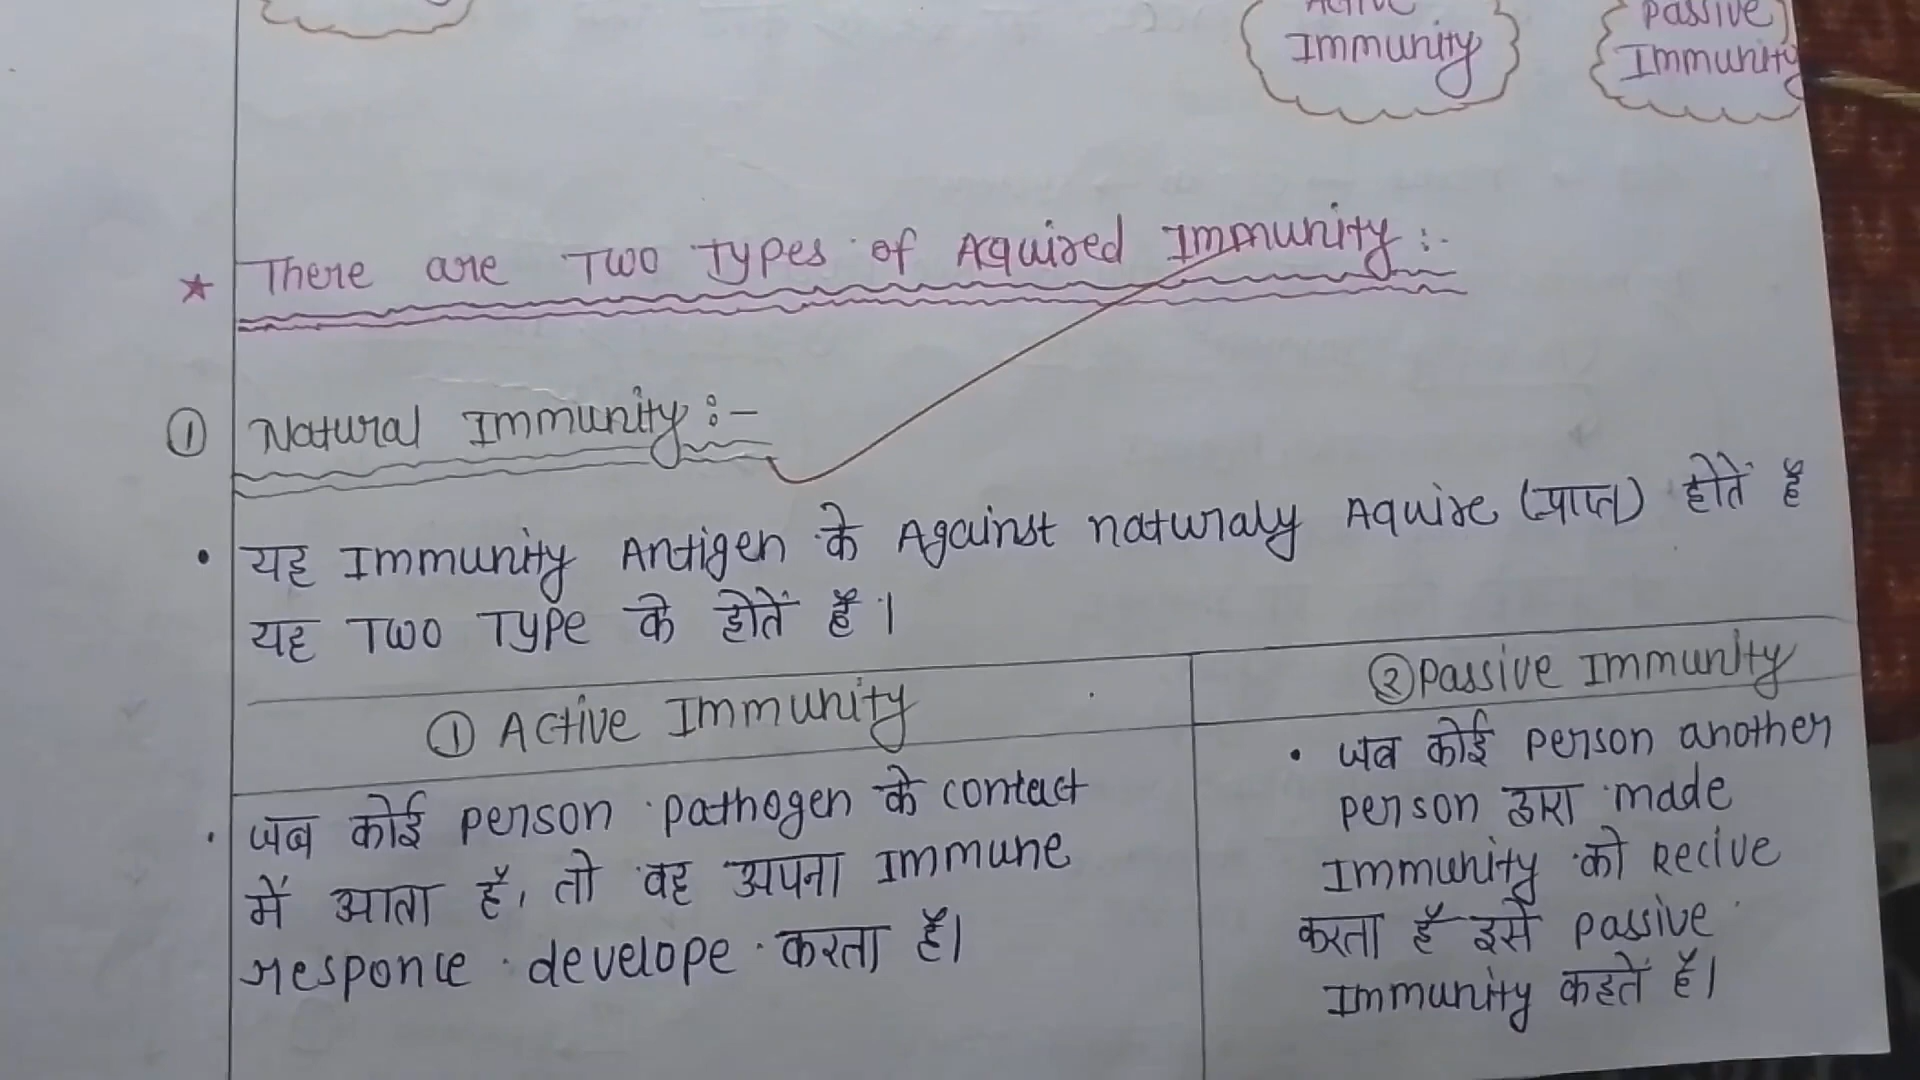 Active
Immunity
Passive
Immunity
★ There are Two Types of Aquired Immunity :-
① Natural Immunity :-
• यह Immunity Antigen के Against naturaly Aquire (प्राप्त) होतें हैं
यह Two Type के होतें हैं।
① Active Immunity
• जब कोई person pathogen के contact
में आता हैं, तो वह अपना Immune
responce develope करता हैं।
② Passive Immunity
• जब कोई person another
person द्वारा made
Immunity को Recive
करता हैं इसे passive
Immunity कहतें हैं।